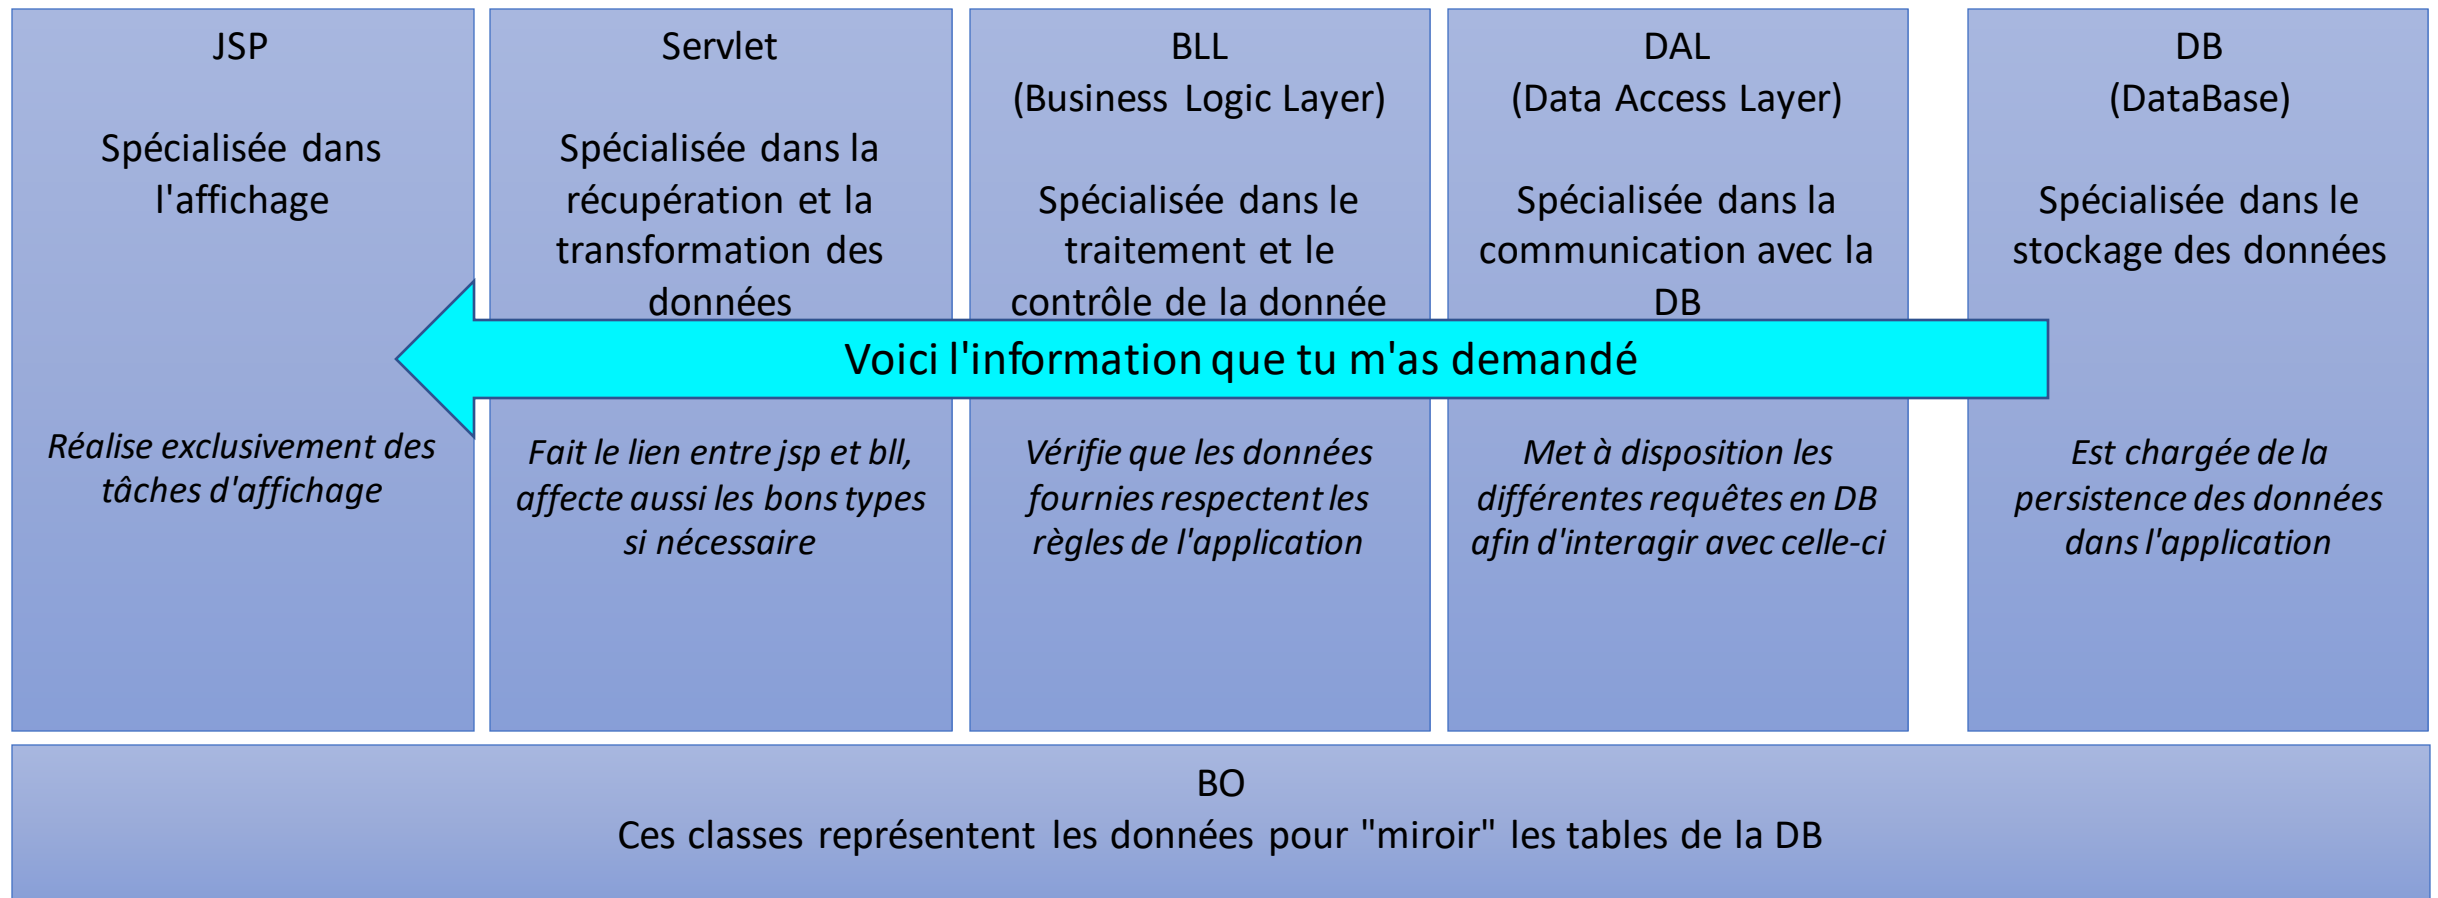 JSP
Spécialisée dans
l'affichage
Réalise exclusivement des
tâches d'affichage
Servlet
Spécialisée dans la
récupération et la
transformation des
données
Fait le lien entre jsp et bll,
affecte aussi les bons types
si nécessaire
BLL
(Business Logic Layer)
Spécialisée dans le
traitement et le
contrôle de la donnée
Vérifie que les données
fournies respectent les
règles de l'application
DAL
(Data Access Layer)
Spécialisée dans la
communication avec la
DB
Met à disposition les
différentes requêtes en DB
afin d'interagir avec celle-ci
DB
(DataBase)
Spécialisée dans le
stockage des données
Est chargée de la
persistence des données
dans l'application
Voici l'information que tu m'as demandé
BO
Ces classes représentent les données pour "miroir" les tables de la DB